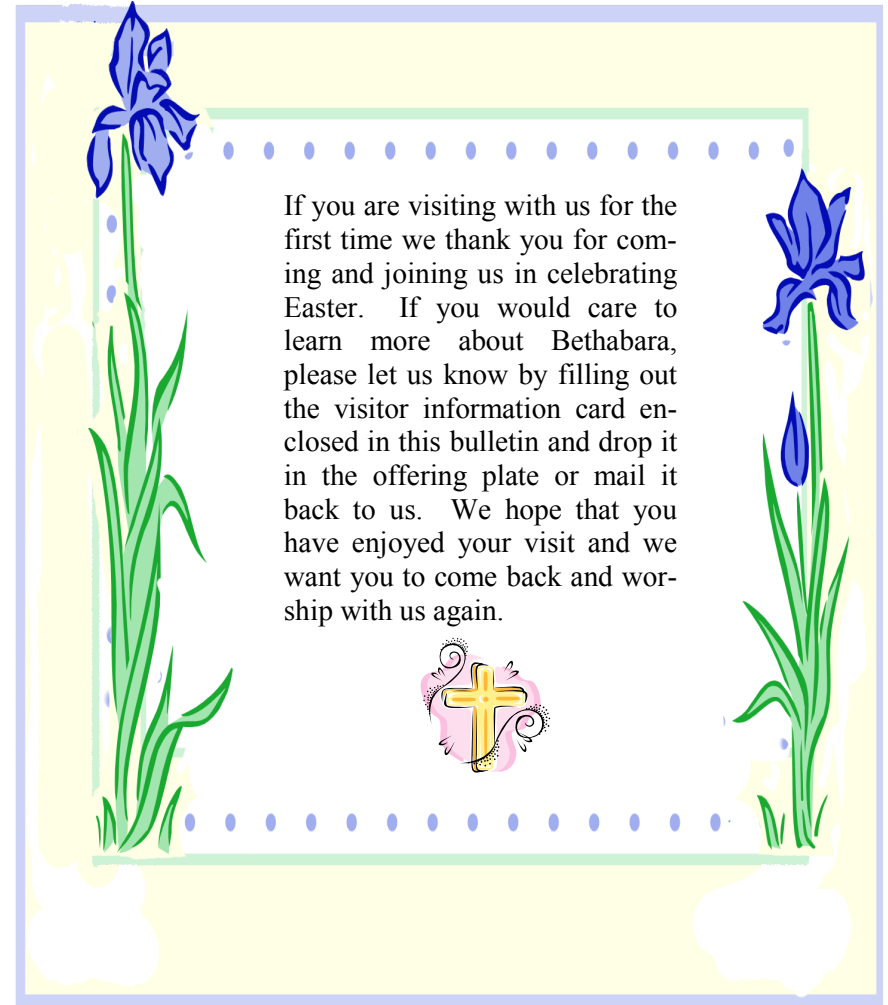 If you are visiting with us for the
first time we thank you for com-
ing and joining us in celebrating
Easter.  If you would care to
learn more about Bethabara,
please let us know by filling out
the visitor information card en-
closed in this bulletin and drop it
in the offering plate or mail it
back to us.  We hope that you
have enjoyed your visit and we
want you to come back and wor-
ship with us again.